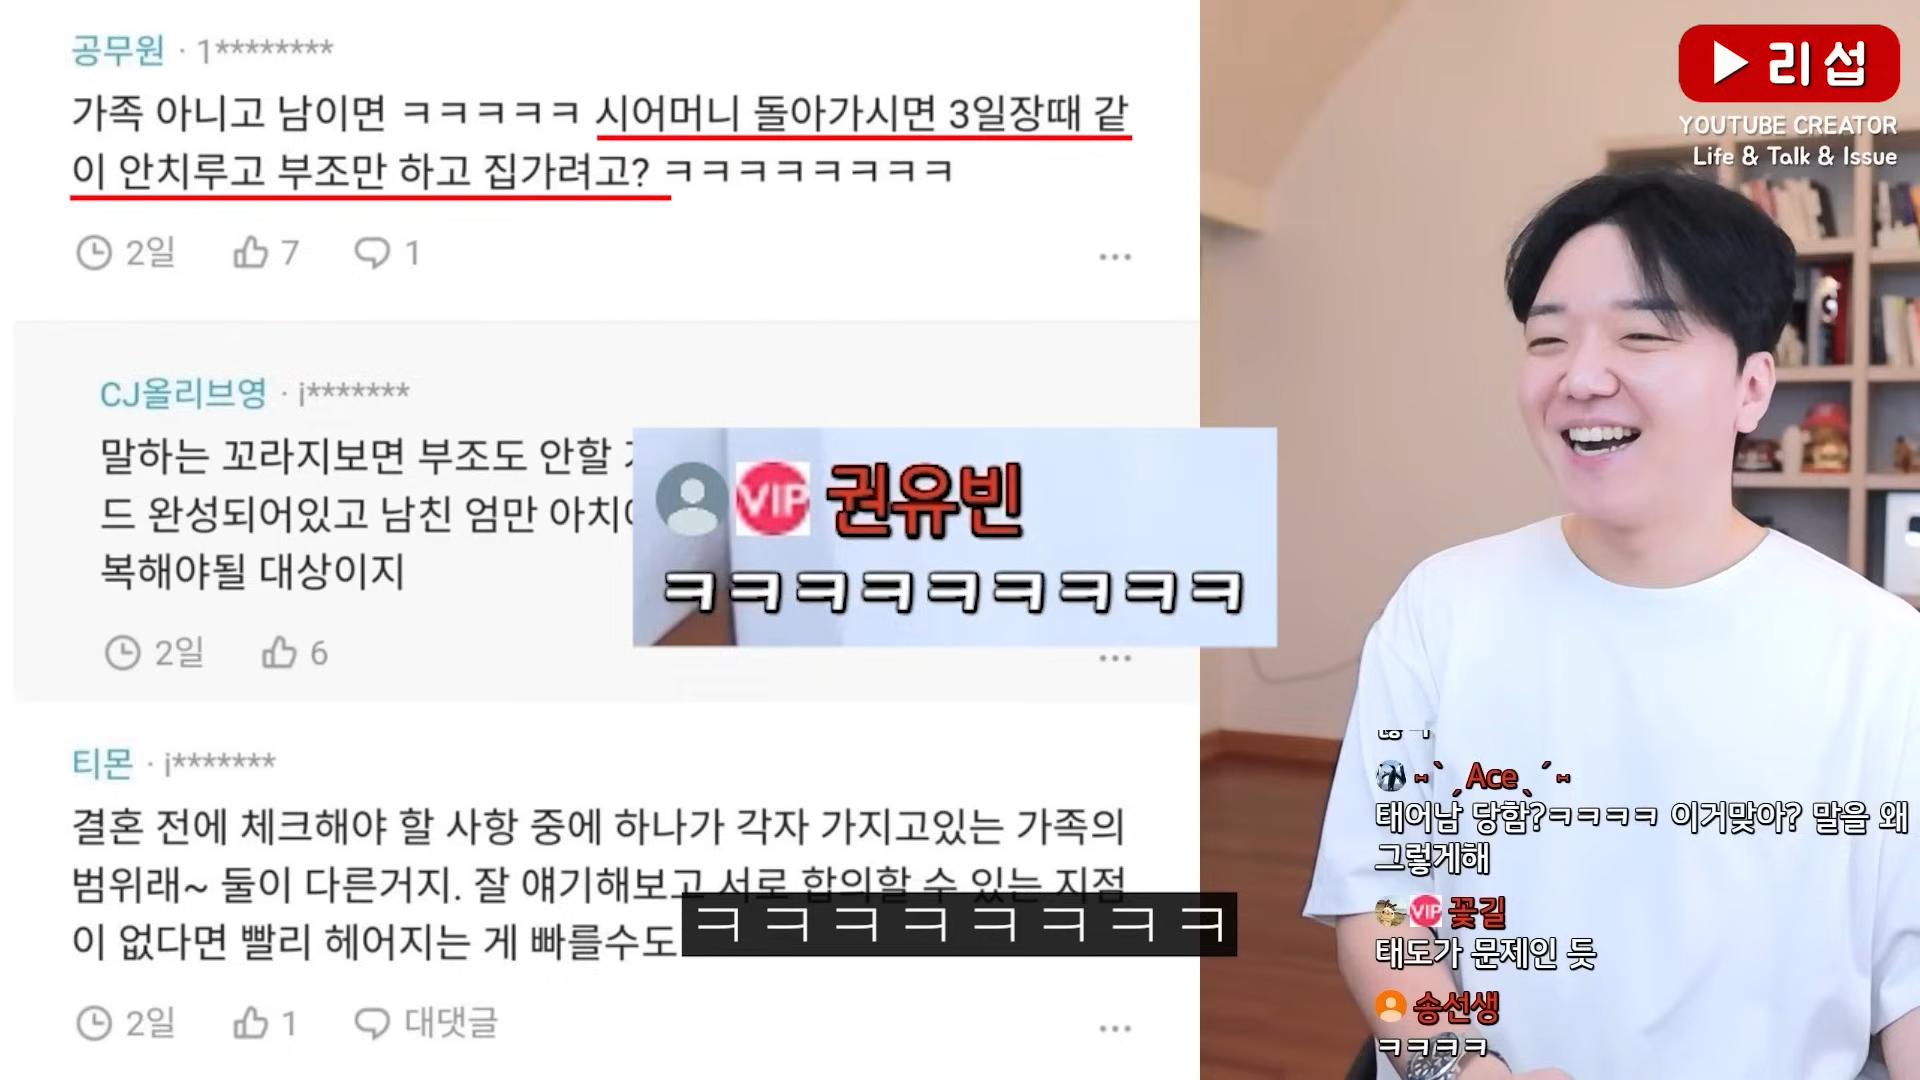 공무원 · 1********
가족 아니고 남이면 ㅋㅋㅋㅋㅋ 시어머니 돌아가시면 3일장때 같
이 안치루고 부조만 하고 집가려고? ㅋㅋㅋㅋㅋㅋㅋㅋ
2일 7 1
CJ올리브영 · i*******
말하는 꼬라지보면 부조도 안할
드 완성되어있고 남친 엄만 아치
복해야될 대상이지
2일 6
티몬 · i*******
결혼 전에 체크해야 할 사항 중에 하나가 각자 가지고있는 가족의
범위래~ 둘이 다른거지. 잘 얘기해보고 서로 합의할 수 있는 지점
이 없다면 빨리 헤어지는 게 빠를수도
2일 1 대댓글
VIP 권유빈
ㅋㅋㅋㅋㅋㅋㅋㅋㅋ
ㅋㅋㅋㅋㅋㅋㅋㅋ
리섭
YOUTUBE CREATOR
Life & Talk & Issue
Ace
태어남 당함?ㅋㅋㅋㅋ 이거맞아? 말을 왜
그렇게해
VIP 꽃길
태도가 문제인 듯
송선생
ㅋㅋㅋㅋ